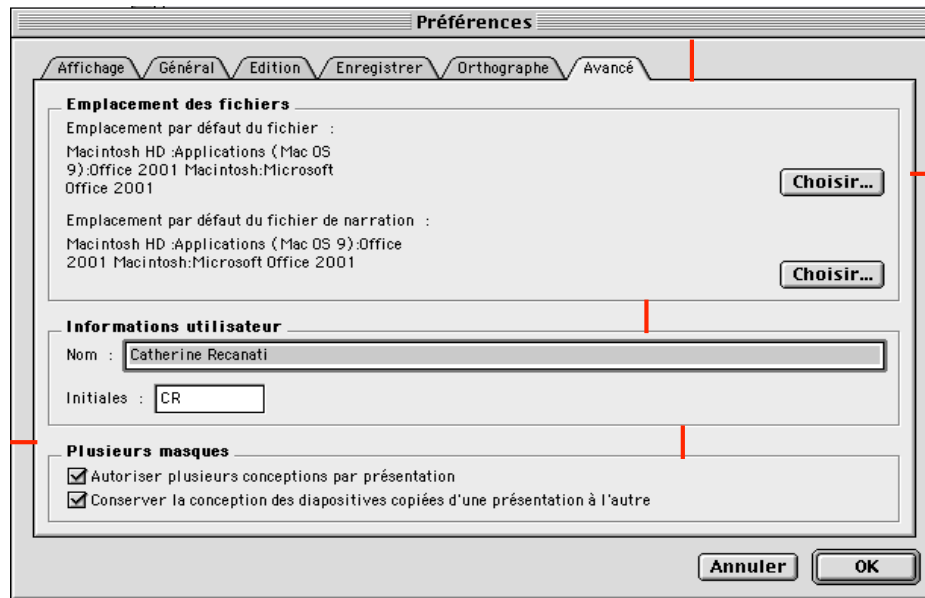 Préférences
Affichage Général Edition Enregistrer Orthographe Avancé
Emplacement des fichiers
Emplacement par défaut du fichier :
Macintosh HD :Applications (Mac OS
9):Office 2001 Macintosh:Microsoft
Office 2001
Choisir...
Emplacement par défaut du fichier de narration :
Macintosh HD :Applications (Mac OS 9):Office
2001 Macintosh:Microsoft Office 2001
Choisir...
Informations utilisateur
Nom : Catherine Recanati
Initiales : CR
Plusieurs masques
Autoriser plusieurs conceptions par présentation
Conserver la conception des diapositives copiées d'une présentation à l'autre
Annuler OK